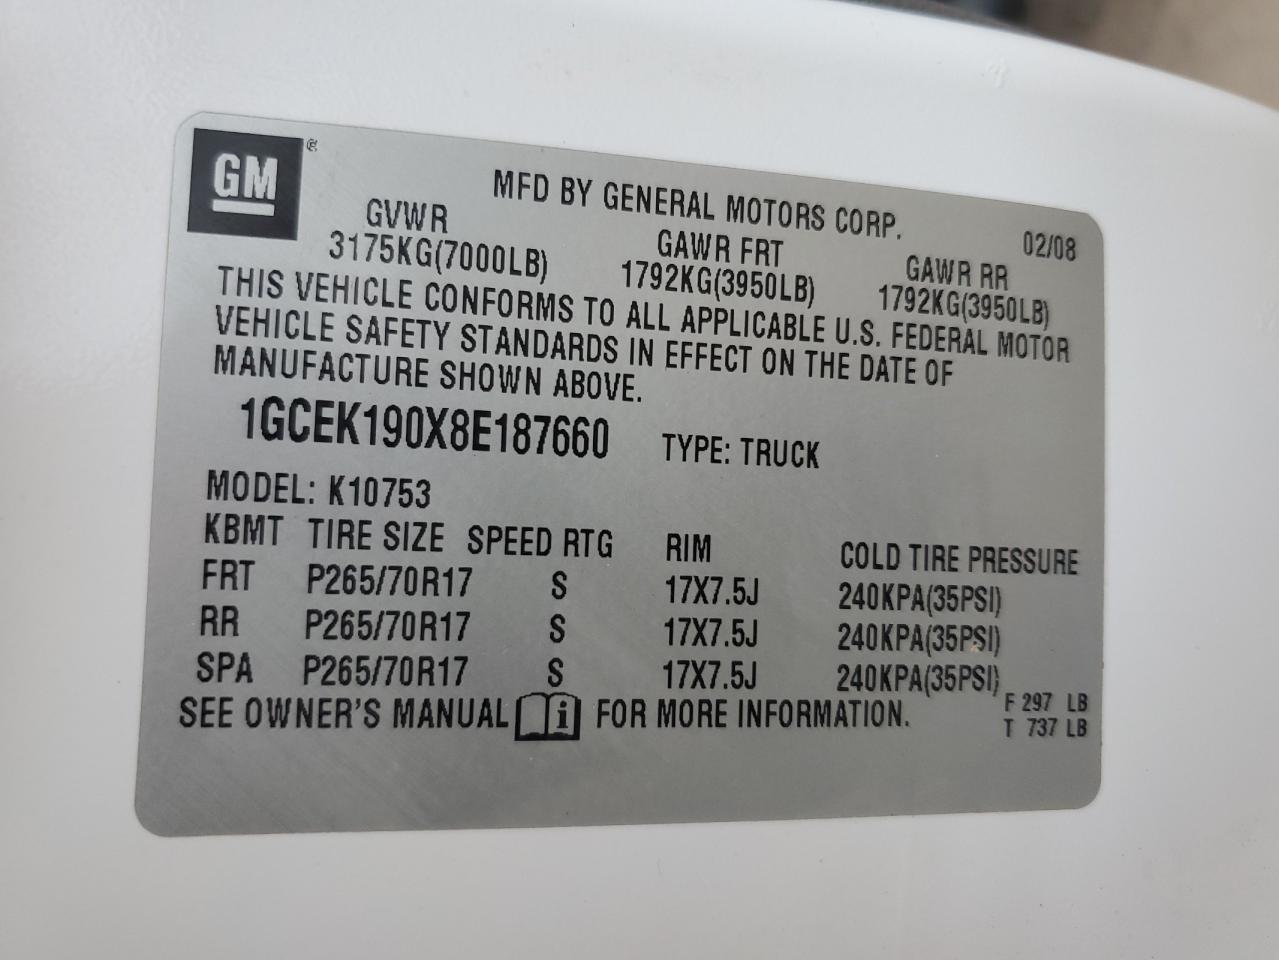 GM ®
MFD BY GENERAL MOTORS CORP. 02/08
GVWR GAWR FRT GAWR RR
3175KG(7000LB) 1792KG(3950LB) 1792KG(3950LB)
THIS VEHICLE CONFORMS TO ALL APPLICABLE U.S. FEDERAL MOTOR
VEHICLE SAFETY STANDARDS IN EFFECT ON THE DATE OF
MANUFACTURE SHOWN ABOVE.
1GCEK190X8E187660 TYPE: TRUCK
MODEL: K10753
KBMT TIRE SIZE SPEED RTG RIM COLD TIRE PRESSURE
FRT P265/70R17 S 17X7.5J 240KPA(35PSI)
RR P265/70R17 S 17X7.5J 240KPA(35PSI)
SPA P265/70R17 S 17X7.5J 240KPA(35PSI)
SEE OWNER'S MANUAL i FOR MORE INFORMATION. F 297 LB
T 737 LB